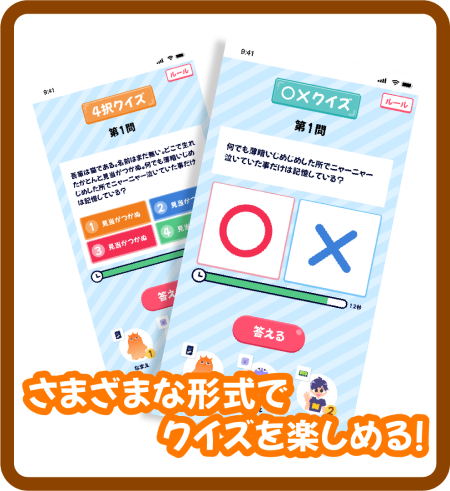 9:41
4択クイズ
ルール
第1問
吾輩は猫である。名前はまだ無い。どこで生れ
たかとんと見当がつかぬ。何でも薄暗いじめ
じめした所でニャーニャー泣いていた事だけ
は記憶している?
1 見当がつかぬ
2 見当がつ
3 見当がつかぬ
4 見当
答え
なまえ
1
9:41
○×クイズ
ルール
第1問
何でも薄暗いじめじめした所でニャーニャー
泣いていた事だけは記憶している?
12秒
答える
2
さまざまな形式で
クイズを楽しめる!